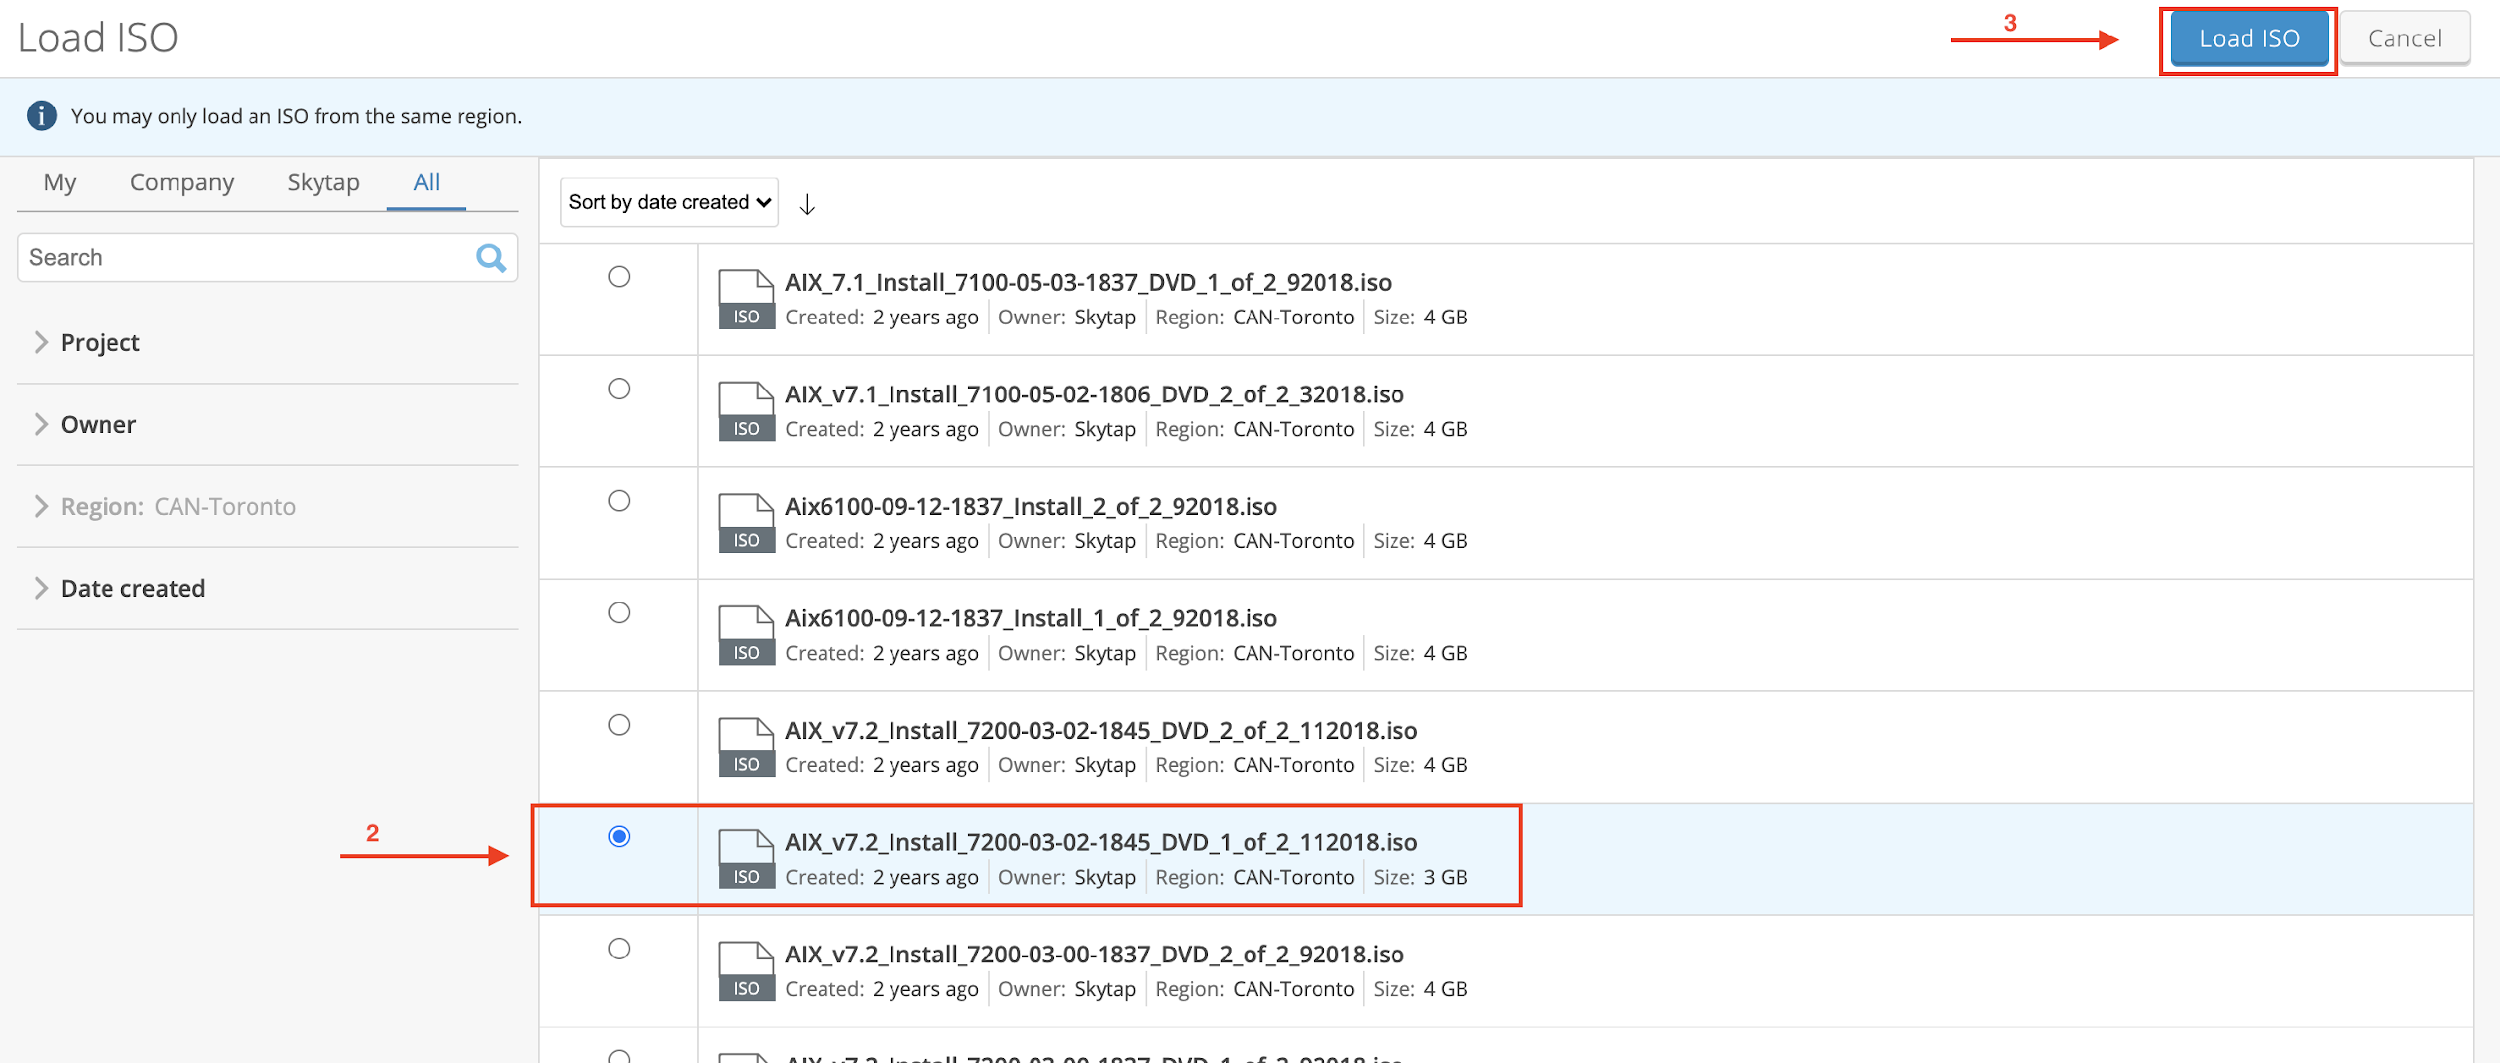 Load ISO
3
Load ISO
Cancel
i
You may only load an ISO from the same region.
My Company Skytap All
Search
Project
Owner
Region: CAN-Toronto
Date created
Sort by date created
ISO
AIX_7.1_Install_7100-05-03-1837_DVD_1_of_2_92018.iso
Created: 2 years ago Owner: Skytap Region: CAN-Toronto Size: 4 GB
ISO
AIX_v7.1_Install_7100-05-02-1806_DVD_2_of_2_32018.iso
Created: 2 years ago Owner: Skytap Region: CAN-Toronto Size: 4 GB
ISO
Aix6100-09-12-1837_Install_2_of_2_92018.iso
Created: 2 years ago Owner: Skytap Region: CAN-Toronto Size: 4 GB
ISO
Aix6100-09-12-1837_Install_1_of_2_92018.iso
Created: 2 years ago Owner: Skytap Region: CAN-Toronto Size: 4 GB
ISO
AIX_v7.2_Install_7200-03-02-1845_DVD_2_of_2_112018.iso
Created: 2 years ago Owner: Skytap Region: CAN-Toronto Size: 4 GB
2
ISO
AIX_v7.2_Install_7200-03-02-1845_DVD_1_of_2_112018.iso
Created: 2 years ago Owner: Skytap Region: CAN-Toronto Size: 3 GB
ISO
AIX_v7.2_Install_7200-03-00-1837_DVD_2_of_2_92018.iso
Created: 2 years ago Owner: Skytap Region: CAN-Toronto Size: 4 GB